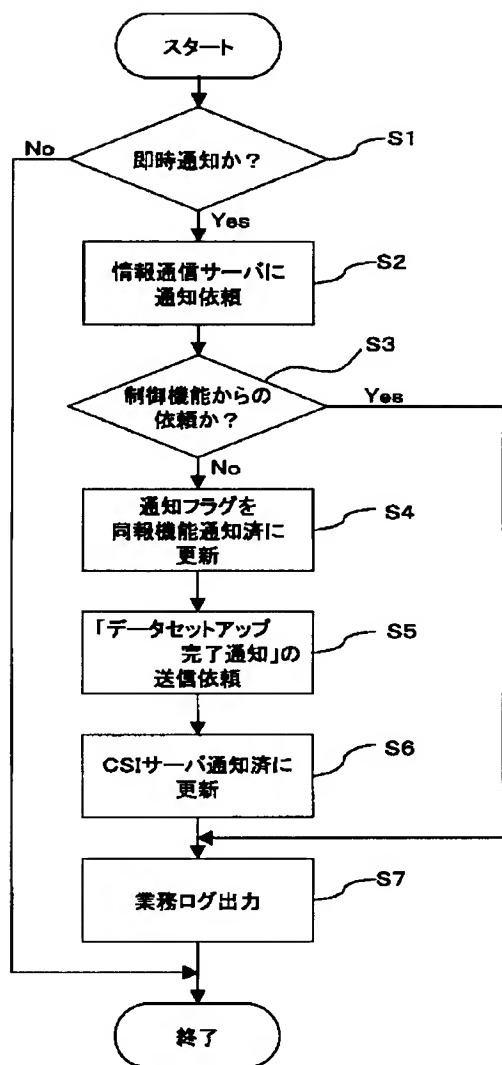 スタート
即時通知か？
No
S1
Yes
情報通信サーバに
通知依頼
S2
制御機能からの
依頼か？
S3
Yes
No
通知フラグを
同報機能通知済に
更新
S4
「データセットアップ
完了通知」の
送信依頼
S5
CSIサーバ通知済に
更新
S6
業務ログ出力
S7
終了